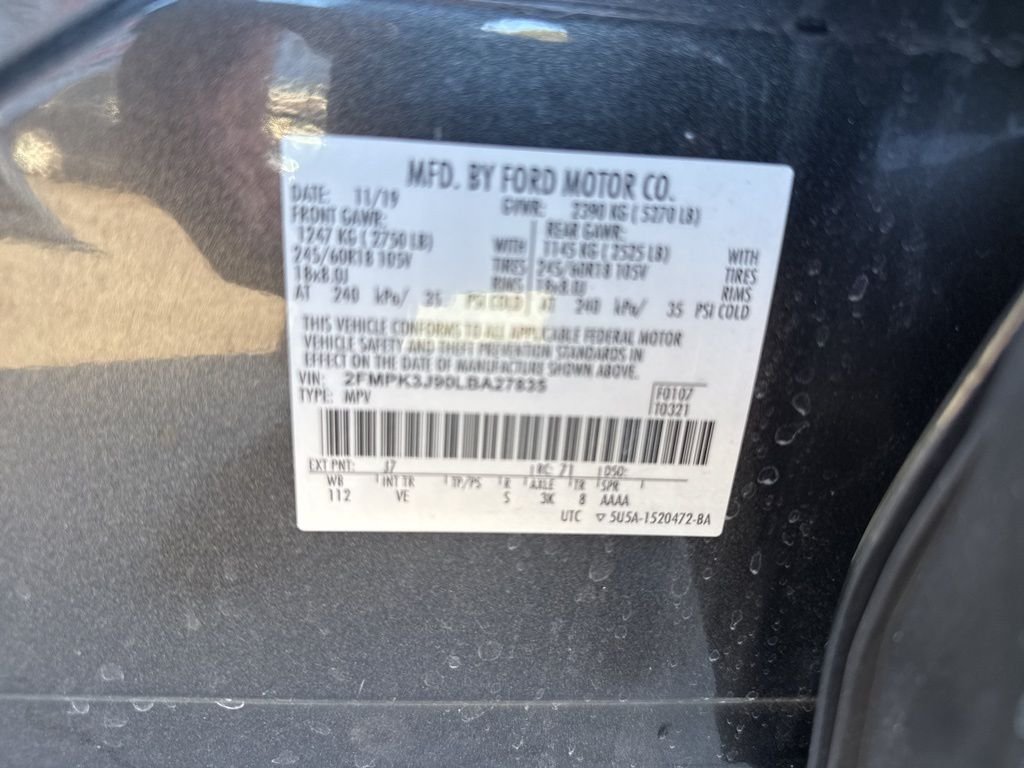 MFD. BY FORD MOTOR CO.
DATE: 11/19 GVWR: 2390 KG ( 5270 LB)
FRONT GAWR: REAR GAWR:
1247 KG ( 2750 LB) WITH 1145 KG ( 2525 LB) WITH
245/60R18 105V TIRES 245/60R18 105V TIRES
18x8.0J RIMS 18x8.0J RIMS
AT 240 kPa/ 35 PSI COLD AT 240 kPa/ 35 PSI COLD
THIS VEHICLE CONFORMS TO ALL APPLICABLE FEDERAL MOTOR
VEHICLE SAFETY AND THEFT PREVENTION STANDARDS IN
EFFECT ON THE DATE OF MANUFACTURE SHOWN ABOVE.
VIN: 2FMPK3J90LBA27835
TYPE: MPV
F0107
T0321
EXT PNT: J7 RC: 71 DSO:
WB INT TR TP/PS R AXLE TR SPR
112 VE S 3K 8 AAAA
UTC ▽ 5U5A-1520472-BA